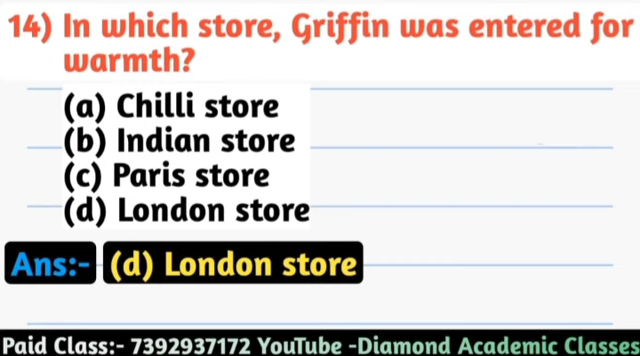 14) In which store, Griffin was entered for
warmth?
(a) Chilli store
(b) Indian store
(c) Paris store
(d) London store
Ans:- (d) London store
Paid Class:- 7392937172 YouTube -Diamond Academic Classes